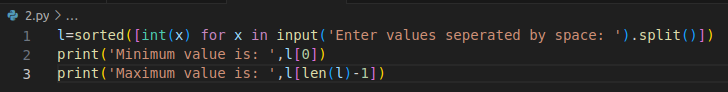 2.py > ...
1 l=sorted([int(x) for x in input('Enter values seperated by space: ').split()])
2 print('Minimum value is: ',l[0])
3 print('Maximum value is: ',l[len(l)-1])